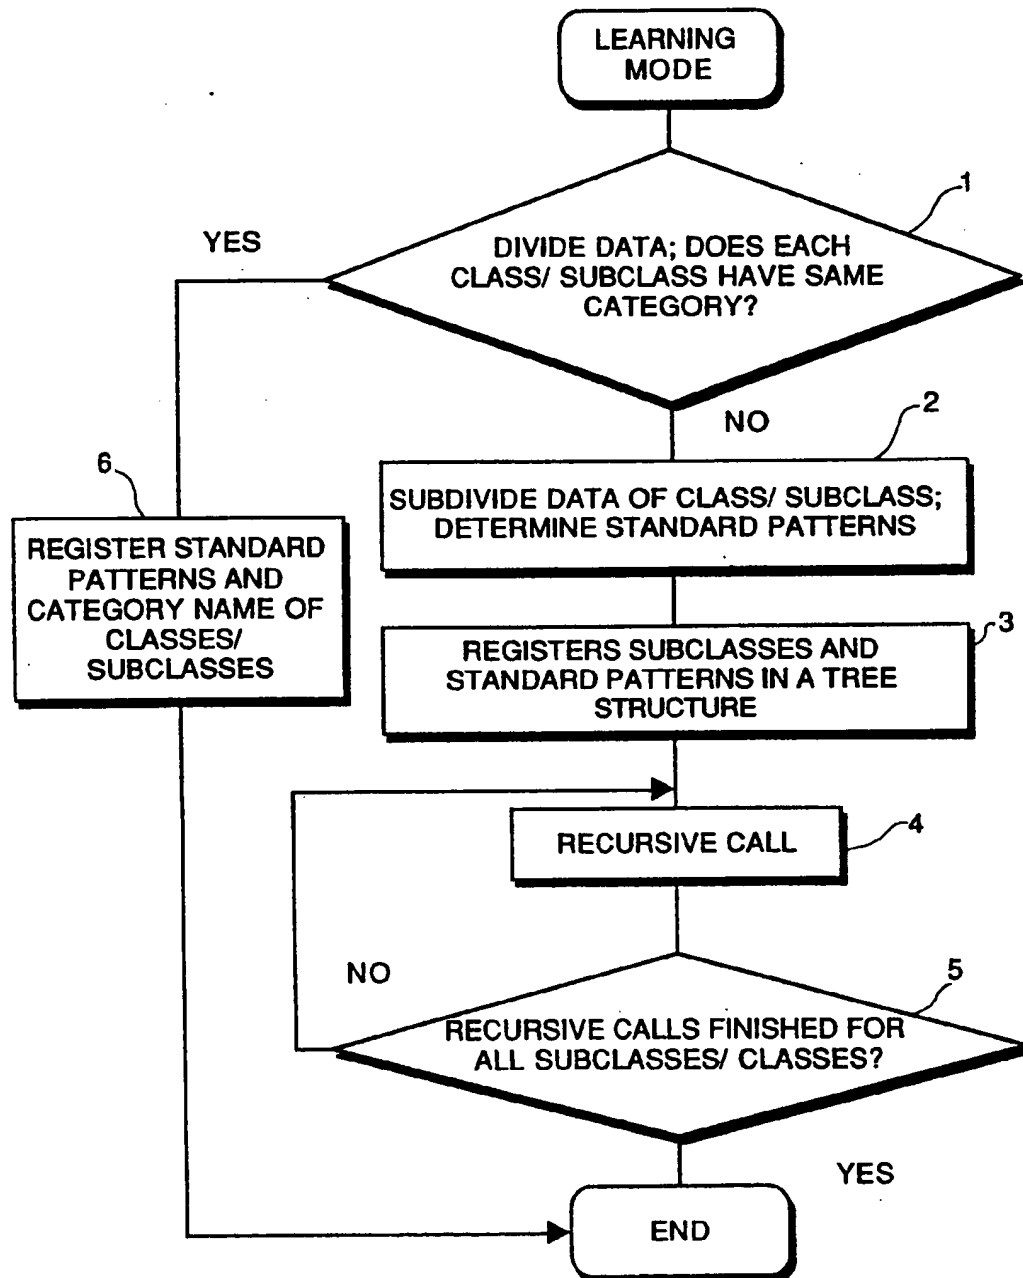 LEARNING
MODE
1
YES
DIVIDE DATA; DOES EACH
CLASS/ SUBCLASS HAVE SAME
CATEGORY?
NO
2
6
SUBDIVIDE DATA OF CLASS/ SUBCLASS;
DETERMINE STANDARD PATTERNS
REGISTER STANDARD
PATTERNS AND
CATEGORY NAME OF
CLASSES/
SUBCLASSES
3
REGISTERS SUBCLASSES AND
STANDARD PATTERNS IN A TREE
STRUCTURE
4
RECURSIVE CALL
NO
5
RECURSIVE CALLS FINISHED FOR
ALL SUBCLASSES/ CLASSES?
YES
END